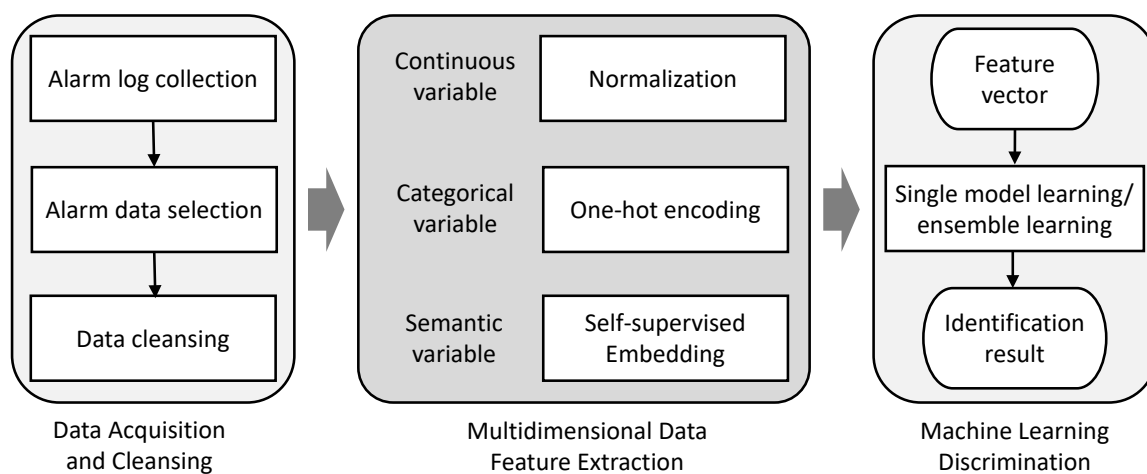 Alarm log collection
Alarm data selection
Data cleansing
Data Acquisition
and Cleansing
Continuous
variable
Normalization
Categorical
variable
One-hot encoding
Semantic
variable
Self-supervised
Embedding
Multidimensional Data
Feature Extraction
Feature
vector
Single model learning/
ensemble learning
Identification
result
Machine Learning
Discrimination